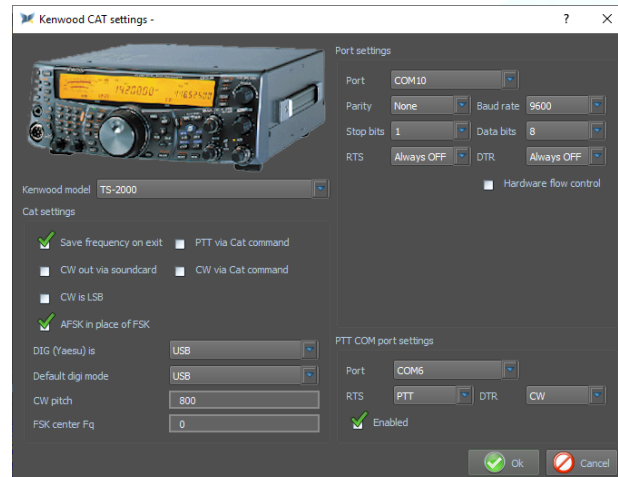 Kenwood CAT settings -
? X
Port settings
Port COM10
Parity None Baud rate 9600
Stop bits 1 Data bits 8
RTS Always OFF DTR Always OFF
Hardware flow control
Kenwood model TS-2000
Cat settings
Save frequency on exit PTT via Cat command
CW out via soundcard CW via Cat command
CW is LSB
AFSK in place of FSK
DIG (Yaesu) is USB
Default digi mode USB
CW pitch 800
FSK center Fq 0
PTT COM port settings
Port COM6
RTS PTT DTR CW
Enabled
Ok Cancel